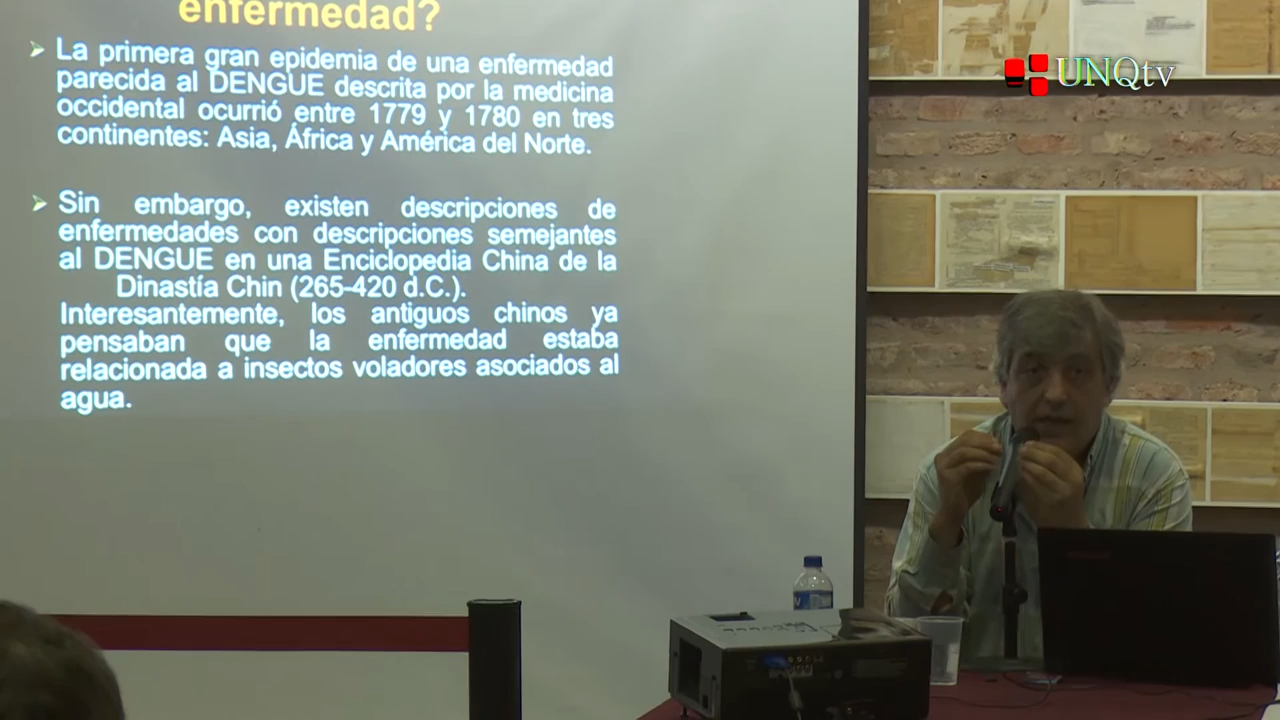 enfermedad?
UNQtv
➢ La primera gran epidemia de una enfermedad
parecida al DENGUE descrita por la medicina
occidental ocurrió entre 1779 y 1780 en tres
continentes: Asia, África y América del Norte.
➢ Sin embargo, existen descripciones de
enfermedades con descripciones semejantes
al DENGUE en una Enciclopedia China de la
Dinastía Chin (265-420 d.C.).
Interesantemente, los antiguos chinos ya
pensaban que la enfermedad estaba
relacionada a insectos voladores asociados al
agua.